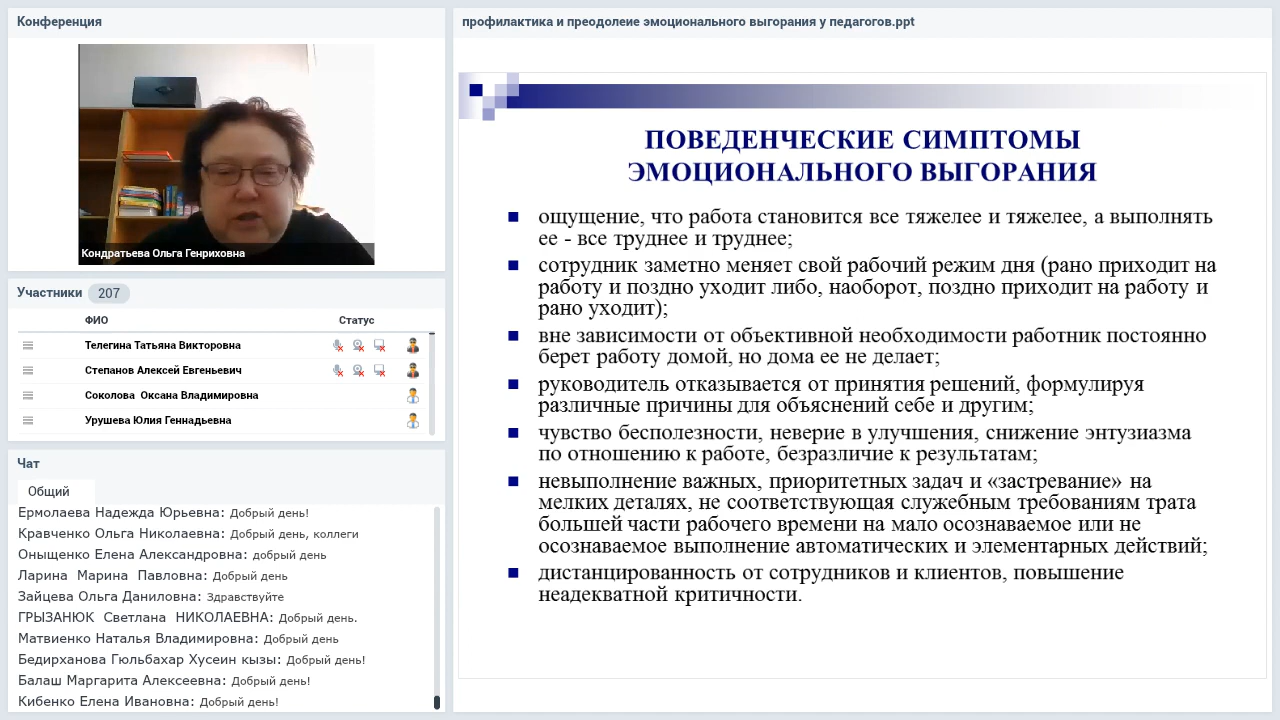 Конференция
Кондратьева Ольга Генриховна
Участники 207
ФИО Статус
Телегина Татьяна Викторовна
Степанов Алексей Евгеньевич
Соколова Оксана Владимировна
Урушева Юлия Геннадьевна
Чат
Общий
Ермолаева Надежда Юрьевна: Добрый день!
Кравченко Ольга Николаевна: Добрый день, коллеги
Оныщенко Елена Александровна: добрый день
Ларина Марина Павловна: Добрый день
Зайцева Ольга Даниловна: Здравствуйте
ГРЫЗАНЮК Светлана НИКОЛАЕВНА: Добрый день.
Матвиенко Наталья Владимировна: Добрый день
Бедирханова Гюльбахар Хусеин кызы: Добрый день!
Балаш Маргарита Алексеевна: Добрый день!
Кибенко Елена Ивановна: Добрый день!
профилактика и преодолеие эмоционального выгорания у педагогов.ppt
ПОВЕДЕНЧЕСКИЕ СИМПТОМЫ
ЭМОЦИОНАЛЬНОГО ВЫГОРАНИЯ
ощущение, что работа становится все тяжелее и тяжелее, а выполнять
ее - все труднее и труднее;
сотрудник заметно меняет свой рабочий режим дня (рано приходит на
работу и поздно уходит либо, наоборот, поздно приходит на работу и
рано уходит);
вне зависимости от объективной необходимости работник постоянно
берет работу домой, но дома ее не делает;
руководитель отказывается от принятия решений, формулируя
различные причины для объяснений себе и другим;
чувство бесполезности, неверие в улучшения, снижение энтузиазма
по отношению к работе, безразличие к результатам;
невыполнение важных, приоритетных задач и «застревание» на
мелких деталях, не соответствующая служебным требованиям трата
большей части рабочего времени на мало осознаваемое или не
осознаваемое выполнение автоматических и элементарных действий;
дистанцированность от сотрудников и клиентов, повышение
неадекватной критичности.